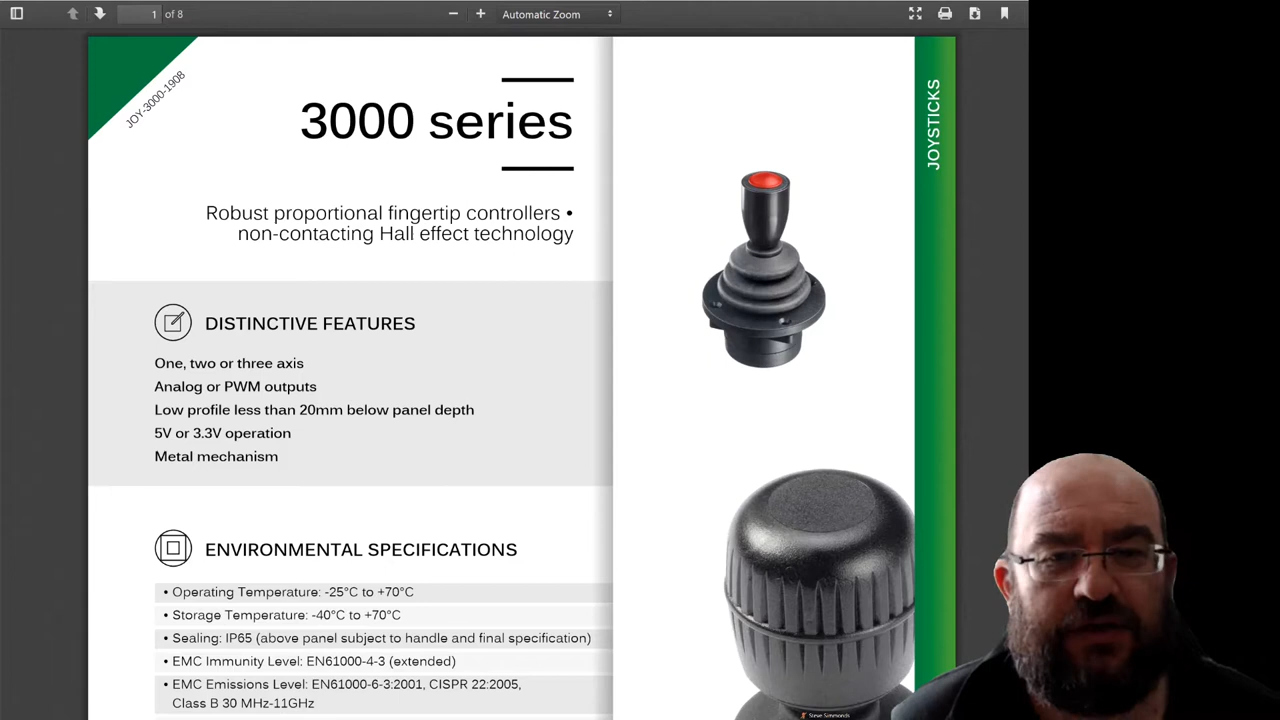 1 of 8
Automatic Zoom
JOY-3000-1908
3000 series
Robust proportional fingertip controllers •
non-contacting Hall effect technology
JOYSTICKS
DISTINCTIVE FEATURES
One, two or three axis
Analog or PWM outputs
Low profile less than 20mm below panel depth
5V or 3.3V operation
Metal mechanism
ENVIRONMENTAL SPECIFICATIONS
• Operating Temperature: -25°C to +70°C
• Storage Temperature: -40°C to +70°C
• Sealing: IP65 (above panel subject to handle and final specification)
• EMC Immunity Level: EN61000-4-3 (extended)
• EMC Emissions Level: EN61000-6-3:2001, CISPR 22:2005,
Class B 30 MHz-11GHz